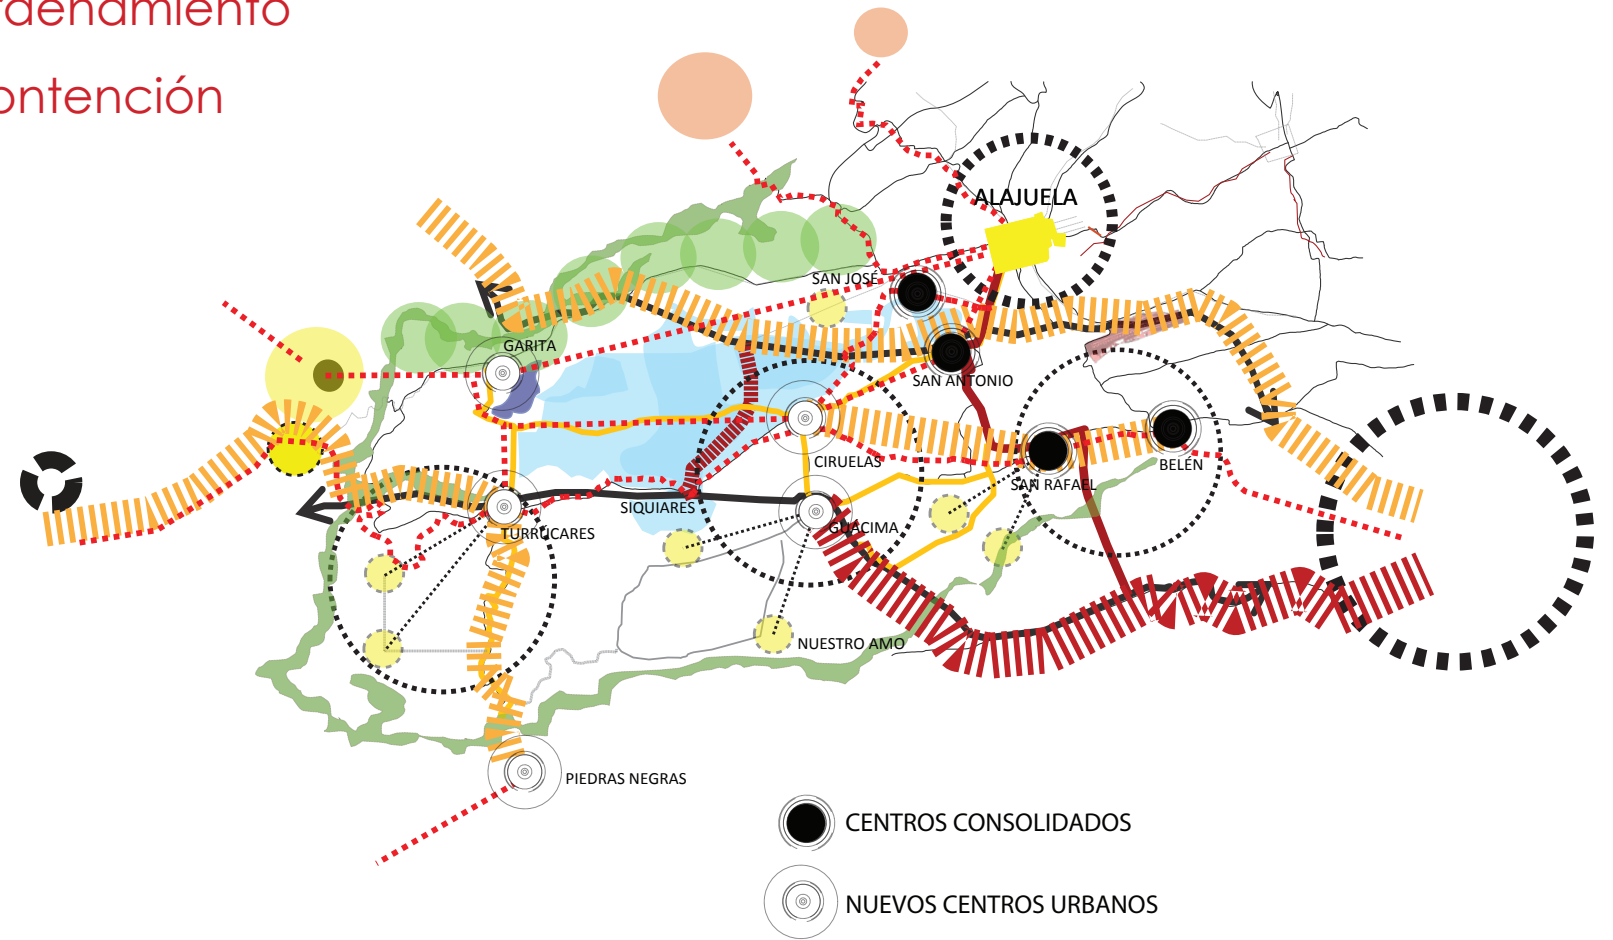 rdenamiento
ontención
ALAJUELA
SAN JOSÉ
GARITA
SAN ANTONIO
CIRUELAS
BELÉN
SAN RAFAEL
SIQUIARES
GUÁCIMA
TURRÚCARES
NUESTRO AMO
PIEDRAS NEGRAS
CENTROS CONSOLIDADOS
NUEVOS CENTROS URBANOS